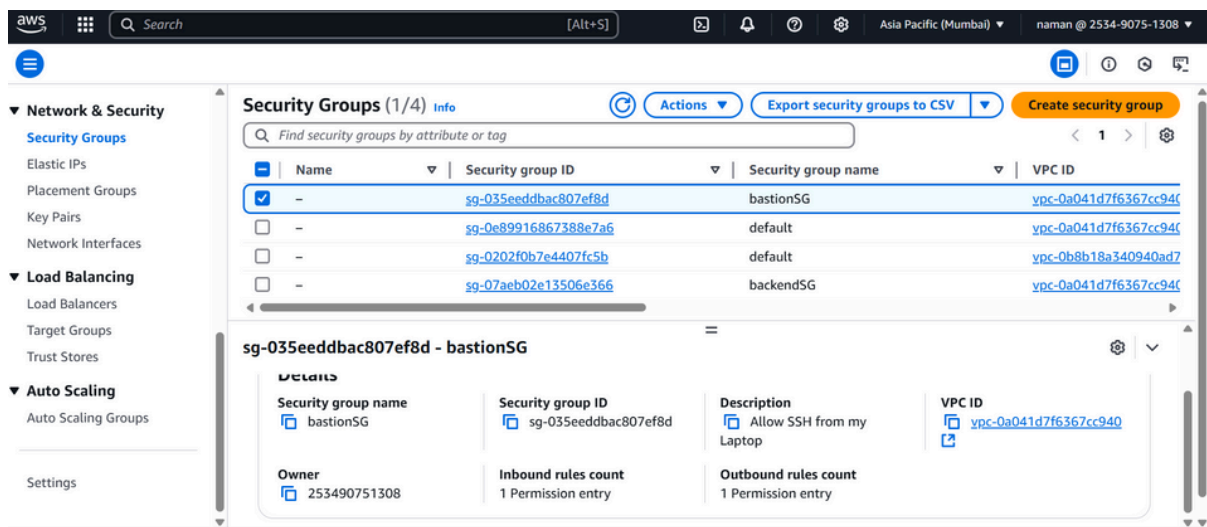 aws
Search [Alt+S] Asia Pacific (Mumbai) ▼ naman @ 2534-9075-1308 ▼
▼ Network & Security
Security Groups
Elastic IPs
Placement Groups
Key Pairs
Network Interfaces
▼ Load Balancing
Load Balancers
Target Groups
Trust Stores
▼ Auto Scaling
Auto Scaling Groups
Settings
Security Groups (1/4) Info
Actions ▼ Export security groups to CSV ▼ Create security group
Find security groups by attribute or tag
< 1 >
Name Security group ID Security group name VPC ID
– sg-035eeddbac807ef8d bastionSG vpc-0a041d7f6367cc940
– sg-0e89916867388e7a6 default vpc-0a041d7f6367cc940
– sg-0202f0b7e4407fc5b default vpc-0b8b18a340940ad7
– sg-07aeb02e13506e366 backendSG vpc-0a041d7f6367cc940
sg-035eeddbac807ef8d - bastionSG
Details
Security group name
bastionSG
Security group ID
sg-035eeddbac807ef8d
Description
Allow SSH from my
Laptop
VPC ID
vpc-0a041d7f6367cc940
Owner
253490751308
Inbound rules count
1 Permission entry
Outbound rules count
1 Permission entry